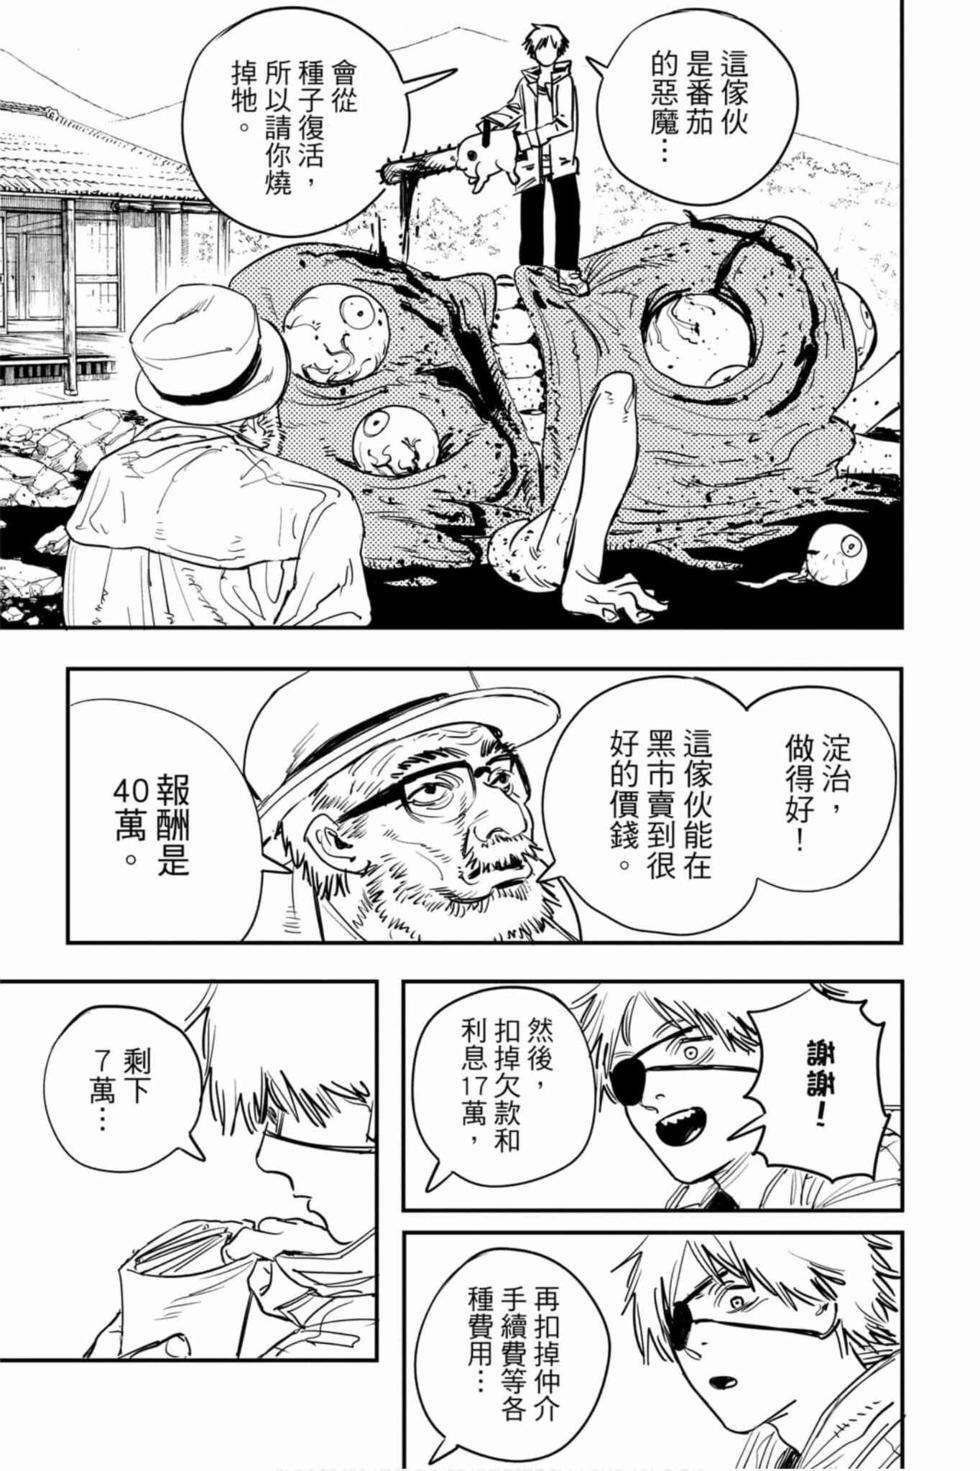 這傢伙
是番茄
的惡魔…
會從
種子復活，
所以請你燒
掉牠。
淀治，
做得好！
這傢伙能在
黑市賣到很
好的價錢。
報酬是
40萬。
謝謝！
然後，
扣掉欠款和
利息17萬，
再扣掉仲介
手續費等各
種費用…
剩下
7萬…